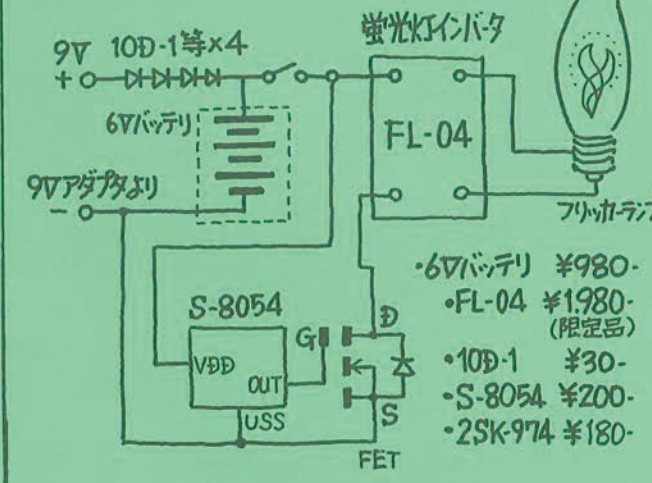 9V 10D-1等×4
+
6Vバッテリ
9Vアダプタより
-
蛍光灯インバータ
FL-04
フリッカーランプ
S-8054
VDD
OUT
USS
G
D
S
FET
・6Vバッテリ ¥980-
・FL-04 ¥1,980-
(限定品)
・10D-1 ¥30-
・S-8054 ¥200-
・2SK-974 ¥180-